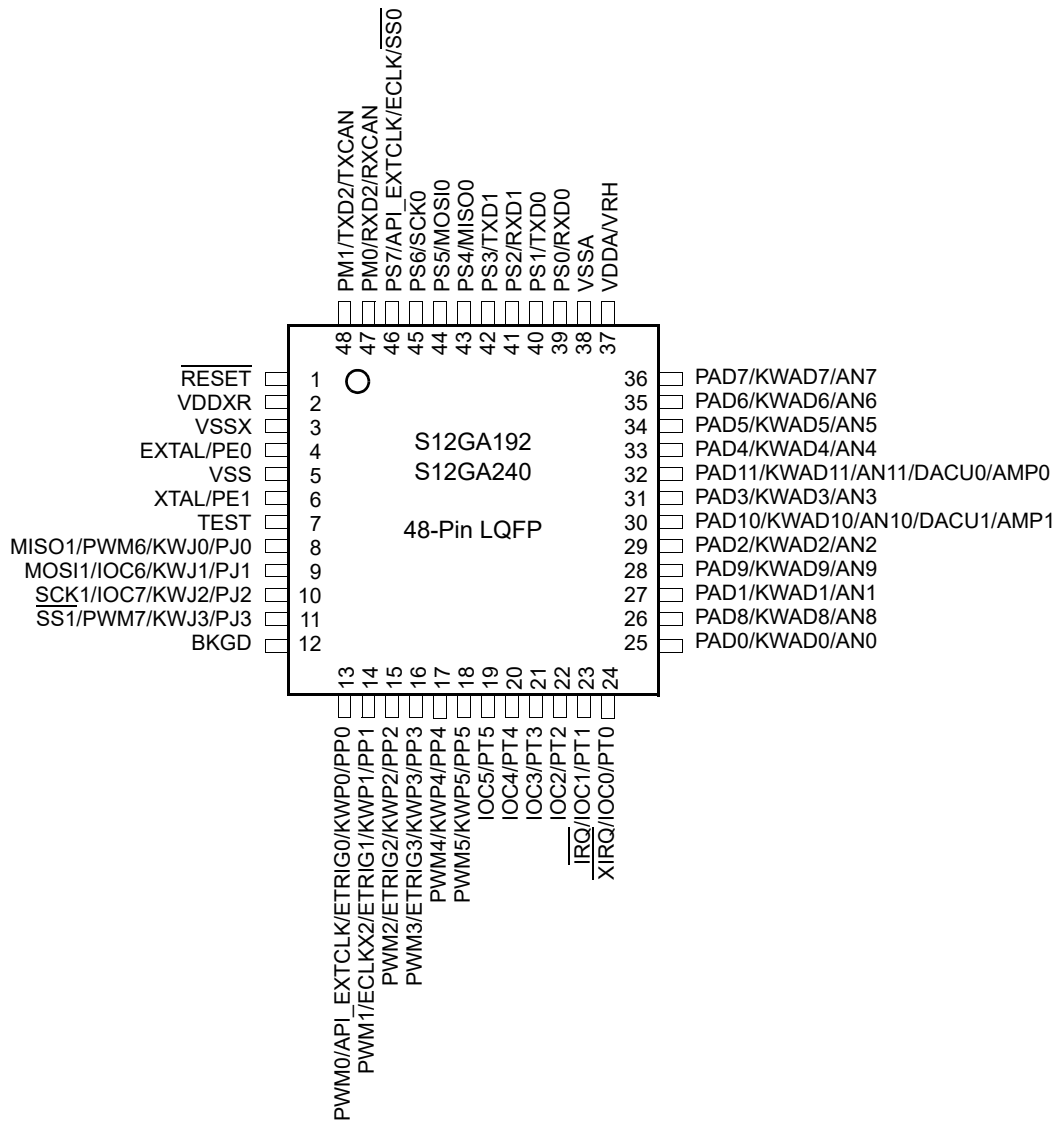 PM1/TXD2/TXCAN
PM0/RXD2/RXCAN
PS7/API_EXTCLK/ECLK/SS0
PS6/SCK0
PS5/MOSI0
PS4/MISO0
PS3/TXD1
PS2/RXD1
PS1/TXD0
PS0/RXD0
VSSA
VDDA/VRH
48
47
46
45
44
43
42
41
40
39
38
37
RESET 1
VDDXR 2
VSSX 3
EXTAL/PE0 4
VSS 5
XTAL/PE1 6
TEST 7
MISO1/PWM6/KWJ0/PJ0 8
MOSI1/IOC6/KWJ1/PJ1 9
SCK1/IOC7/KWJ2/PJ2 10
SS1/PWM7/KWJ3/PJ3 11
BKGD 12
S12GA192
S12GA240
48-Pin LQFP
36 PAD7/KWAD7/AN7
35 PAD6/KWAD6/AN6
34 PAD5/KWAD5/AN5
33 PAD4/KWAD4/AN4
32 PAD11/KWAD11/AN11/DACU0/AMP0
31 PAD3/KWAD3/AN3
30 PAD10/KWAD10/AN10/DACU1/AMP1
29 PAD2/KWAD2/AN2
28 PAD9/KWAD9/AN9
27 PAD1/KWAD1/AN1
26 PAD8/KWAD8/AN8
25 PAD0/KWAD0/AN0
13
14
15
16
17
18
19
20
21
22
23
24
PWM0/API_EXTCLK/ETRIG0/KWP0/PP0
PWM1/ECLKX2/ETRIG1/KWP1/PP1
PWM2/ETRIG2/KWP2/PP2
PWM3/ETRIG3/KWP3/PP3
PWM4/KWP4/PP4
PWM5/KWP5/PP5
IOC5/PT5
IOC4/PT4
IOC3/PT3
IOC2/PT2
IRQ/IOC1/PT1
XIRQ/IOC0/PT0